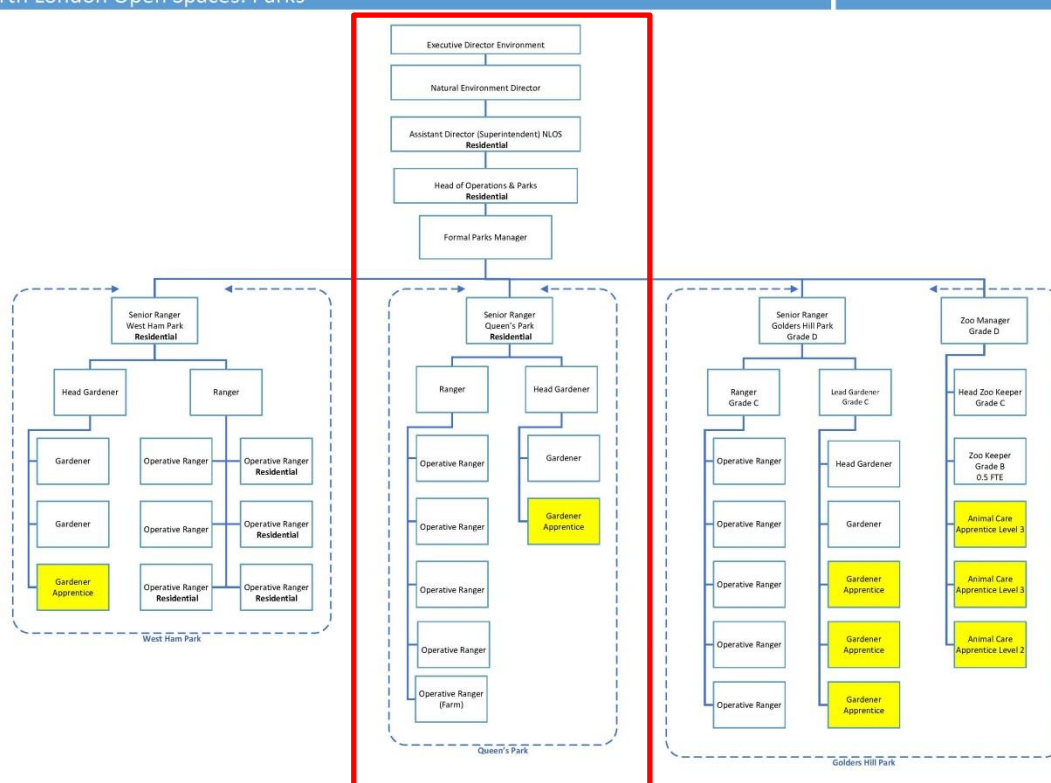 North London Open Spaces: Parks
Executive Director Environment
Natural Environment Director
Assistant Director (Superintendent) NLOS
Residential
Head of Operations & Parks
Residential
Formal Parks Manager
Senior Ranger
West Ham Park
Residential
Head Gardener
Ranger
Gardener
Gardener
Gardener
Apprentice
Operative Ranger
Operative Ranger
Operative Ranger
Residential
Operative Ranger
Residential
Operative Ranger
Residential
Operative Ranger
Residential
West Ham Park
Senior Ranger
Queen's Park
Residential
Ranger
Head Gardener
Operative Ranger
Operative Ranger
Operative Ranger
Operative Ranger
Operative Ranger
(Farm)
Gardener
Gardener
Apprentice
Queen's Park
Senior Ranger
Golders Hill Park
Grade D
Ranger
Grade C
Lead Gardener
Grade C
Operative Ranger
Operative Ranger
Operative Ranger
Operative Ranger
Operative Ranger
Head Gardener
Gardener
Gardener
Apprentice
Gardener
Apprentice
Gardener
Apprentice
Zoo Manager
Grade D
Head Zoo Keeper
Grade C
Zoo Keeper
Grade B
0.5 FTE
Animal Care
Apprentice Level 3
Animal Care
Apprentice Level 3
Animal Care
Apprentice Level 2
Golders Hill Park